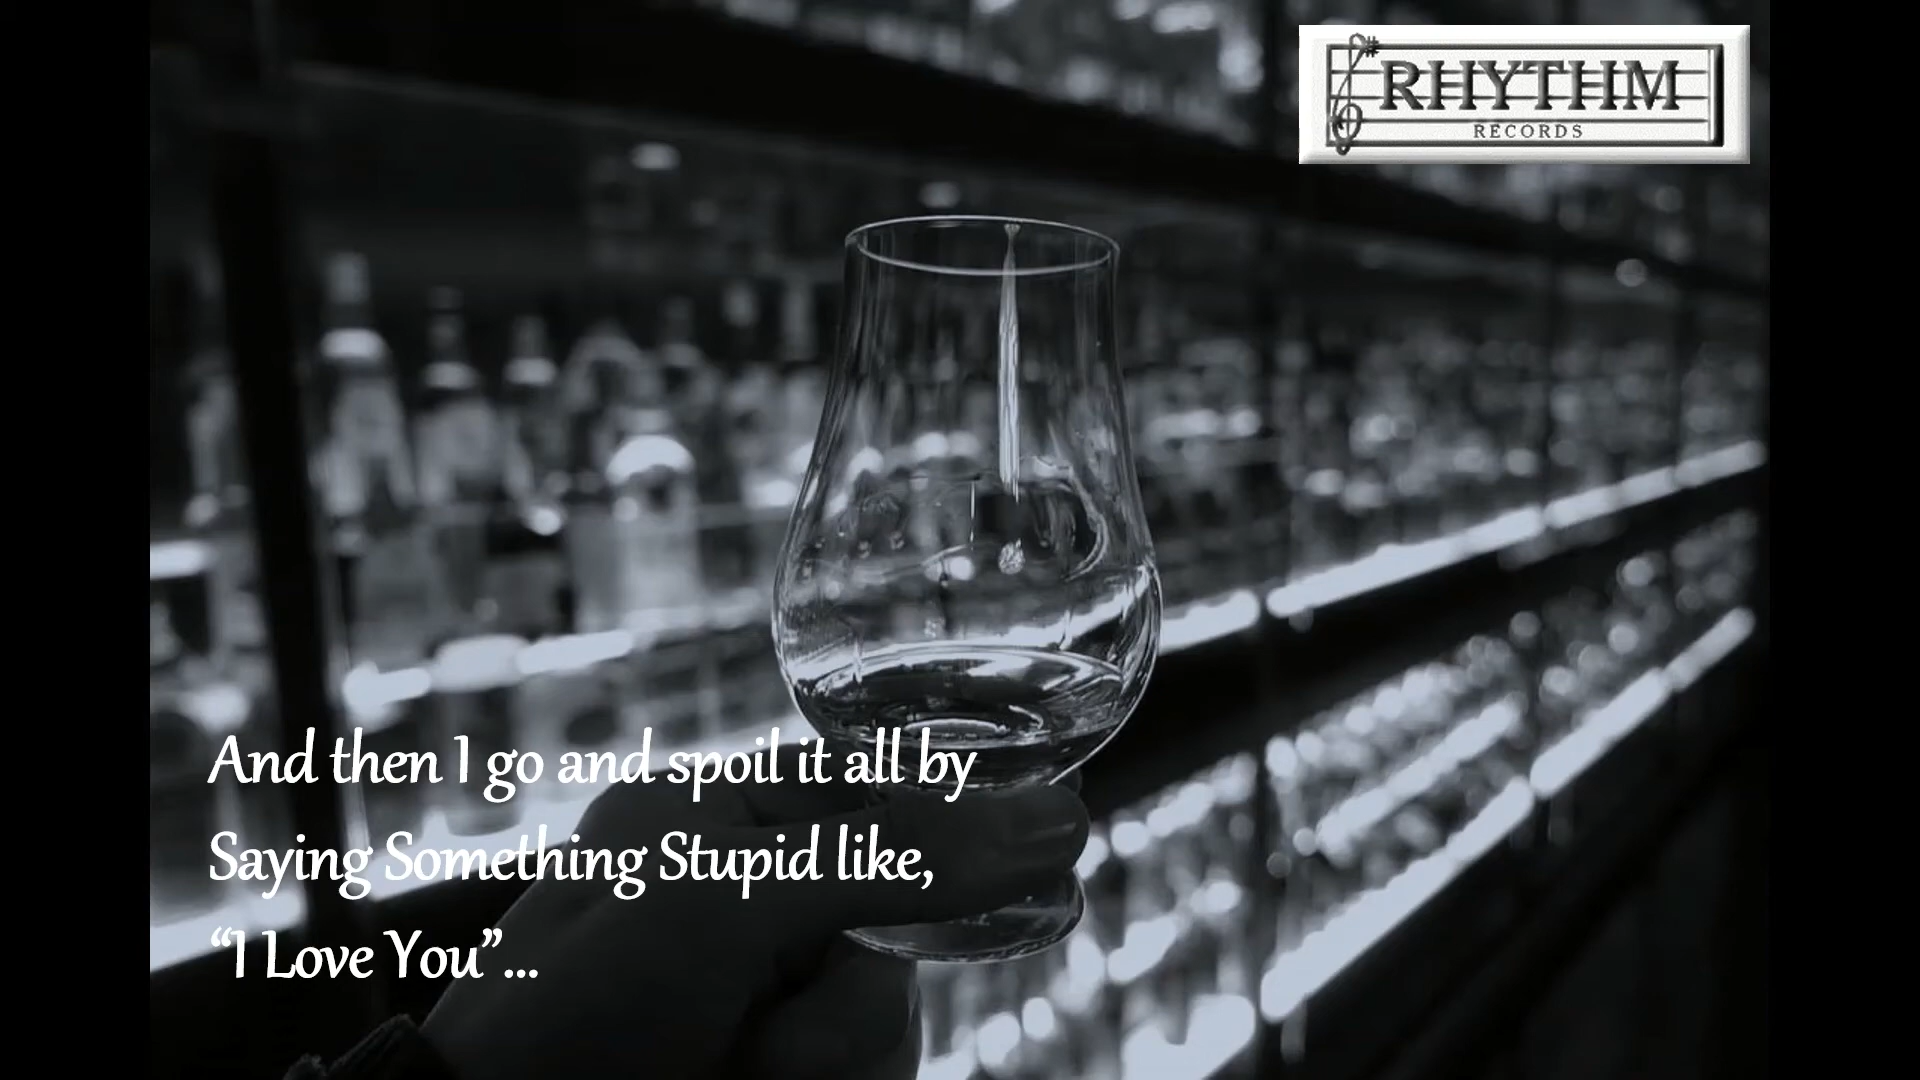 RHYTHM
RECORDS
And then I go and spoil it all by
Saying Something Stupid like,
“I Love You”...